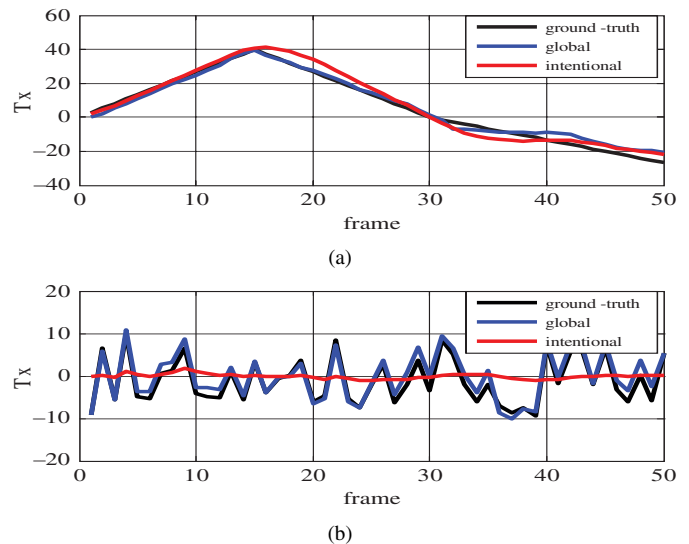 60
40
20
0
−20
−40
Tx
ground -truth
global
intentional
0 10 20 30 40 50
frame
(a)
20
10
0
−10
−20
Tx
ground -truth
global
intentional
0 10 20 30 40 50
frame
(b)